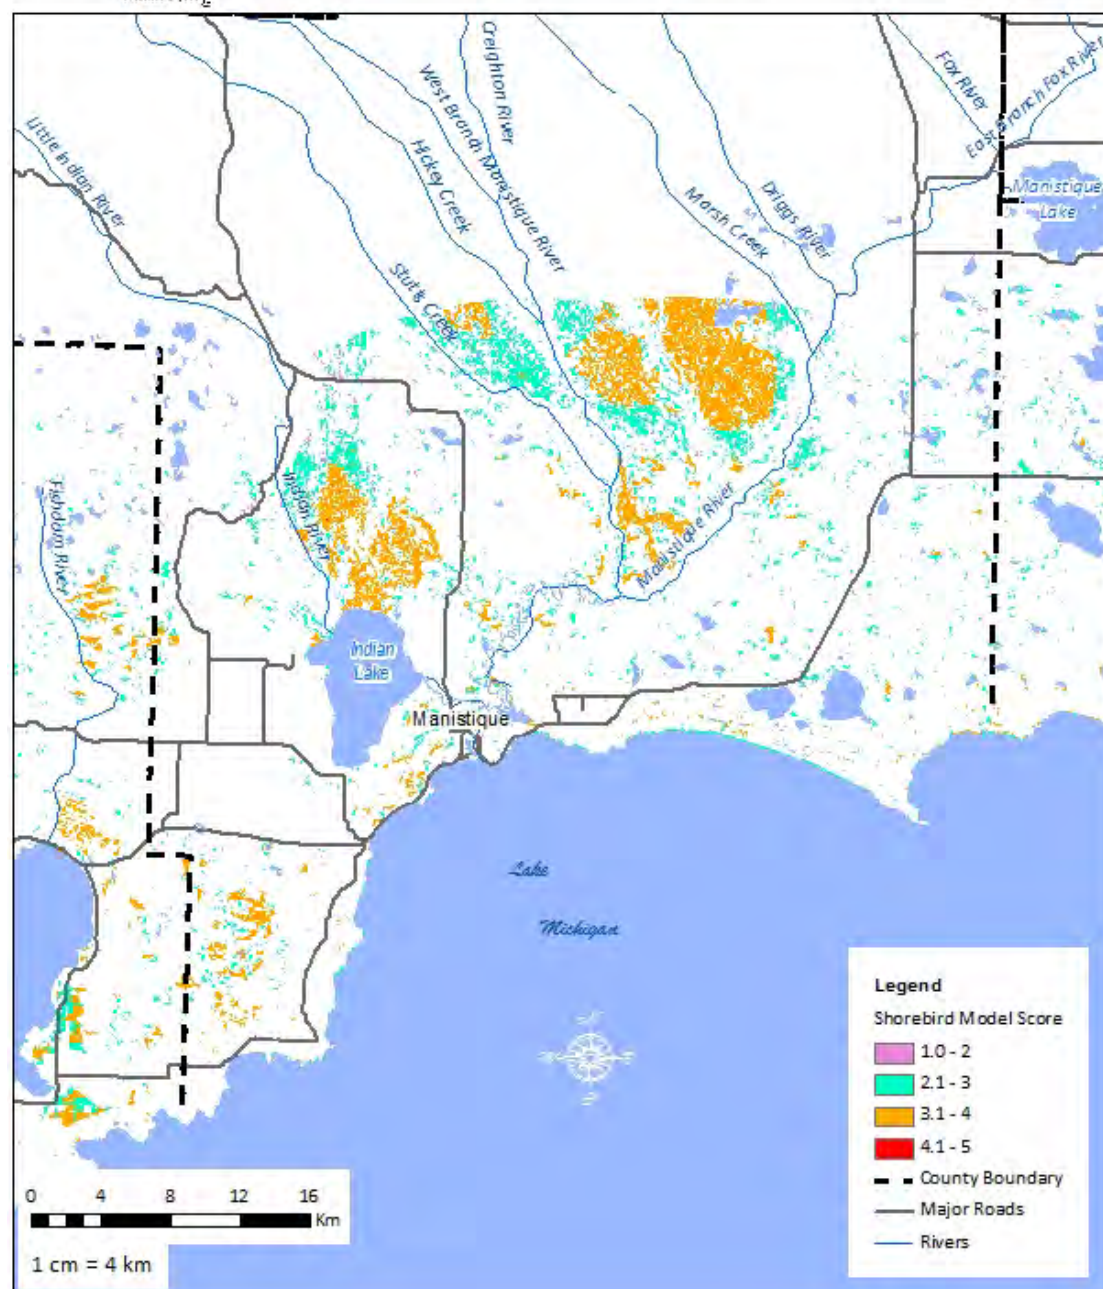 Creighton River
West Branch Manistique River
Hickey Creek
Stutts Creek
Little Indian River
Fox River
East Branch Fox River
Manistique
Lake
Driggs River
Marsh Creek
Fishdam River
Indian River
Manistique River
Indian
Lake
Manistique
Lake
Michigan
Legend
Shorebird Model Score
1.0 - 2
2.1 - 3
3.1 - 4
4.1 - 5
County Boundary
Major Roads
Rivers
0 4 8 12 16
Km
1 cm = 4 km